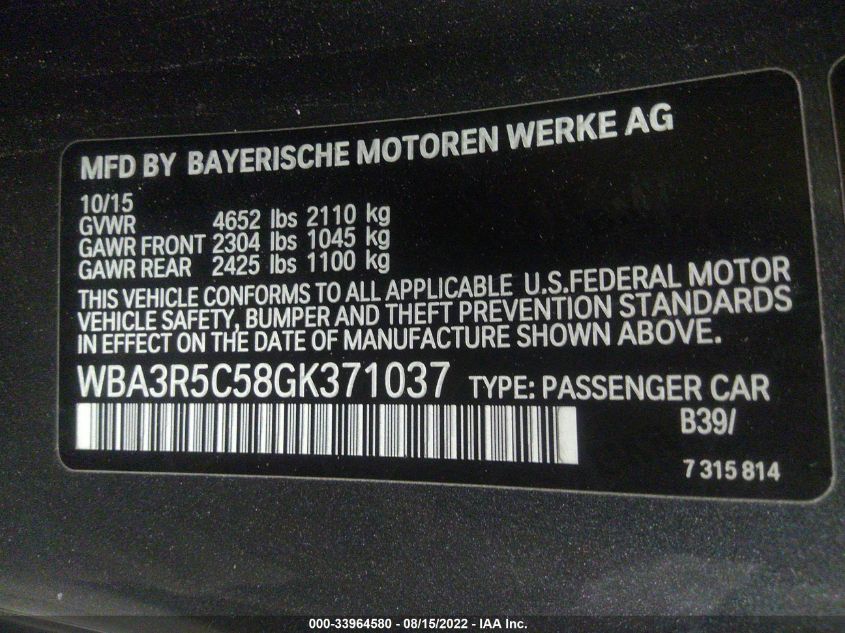 MFD BY BAYERISCHE MOTOREN WERKE AG
10/15
GVWR 4652 lbs 2110 kg
GAWR FRONT 2304 lbs 1045 kg
GAWR REAR 2425 lbs 1100 kg
THIS VEHICLE CONFORMS TO ALL APPLICABLE U.S.FEDERAL MOTOR
VEHICLE SAFETY, BUMPER AND THEFT PREVENTION STANDARDS
IN EFFECT ON THE DATE OF MANUFACTURE SHOWN ABOVE.
WBA3R5C58GK371037 TYPE: PASSENGER CAR
B39/
7 315 814
000-33964580 - 08/15/2022 - IAA Inc.